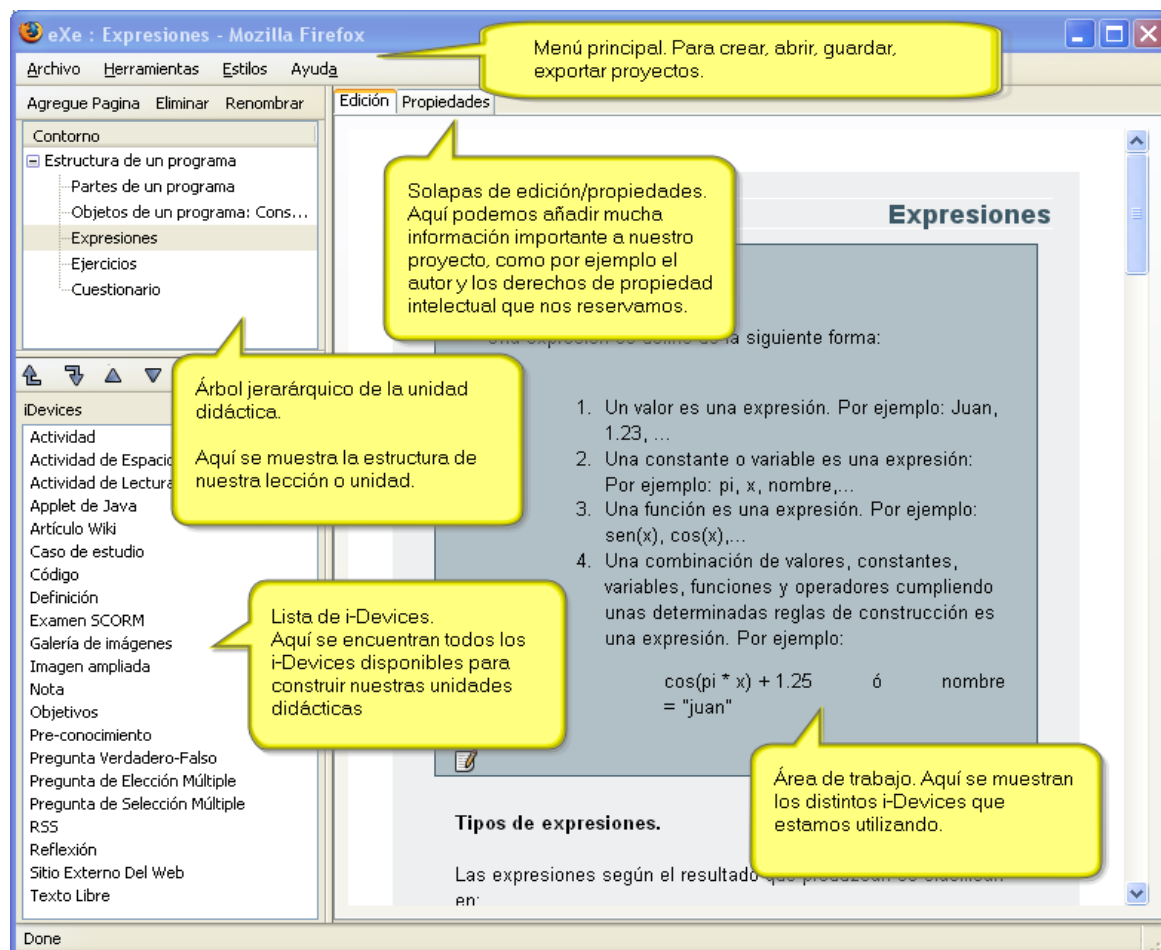 eXe : Expresiones - Mozilla Firefox
Menú principal. Para crear, abrir, guardar,
exportar proyectos.
Archivo Herramientas Estilos Ayuda
Agregue Pagina Eliminar Renombrar
Edición Propiedades
Contorno
Estructura de un programa
Partes de un programa
Objetos de un programa: Cons...
Expresiones
Ejercicios
Cuestionario
Solapas de edición/propiedades.
Aquí podemos añadir mucha
información importante a nuestro
proyecto, como por ejemplo el
autor y los derechos de propiedad
intelectual que nos reservamos.
Expresiones
la siguiente forma:
Árbol jerarárquico de la unidad
didáctica.
Aquí se muestra la estructura de
nuestra lección o unidad.
iDevices
Actividad
Actividad de Espacio
Actividad de Lectura
Applet de Java
Artículo Wiki
Caso de estudio
Código
Definición
Examen SCORM
Galería de imágenes
Imagen ampliada
Nota
Objetivos
Pre-conocimiento
Pregunta Verdadero-Falso
Pregunta de Elección Múltiple
Pregunta de Selección Múltiple
RSS
Reflexión
Sitio Externo Del Web
Texto Libre
Lista de i-Devices.
Aquí se encuentran todos los
i-Devices disponibles para
construir nuestras unidades
didácticas
1. Un valor es una expresión. Por ejemplo: Juan,
1.23, ...
2. Una constante o variable es una expresión:
Por ejemplo: pi, x, nombre,...
3. Una función es una expresión. Por ejemplo:
sen(x), cos(x),...
4. Una combinación de valores, constantes,
variables, funciones y operadores cumpliendo
unas determinadas reglas de construcción es
una expresión. Por ejemplo:
cos(pi * x) + 1.25 ó nombre
= "juan"
Área de trabajo. Aquí se muestran
los distintos i-Devices que
estamos utilizando.
Tipos de expresiones.
Las expresiones según el resultado
en:
Done